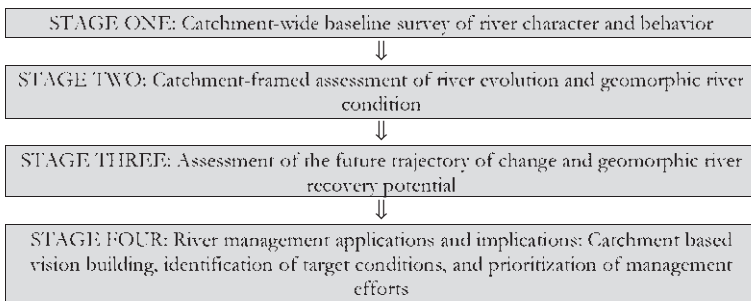 STAGE ONE: Catchment-wide baseline survey of river character and behavior
⇓
STAGE TWO: Catchment-framed assessment of river evolution and geomorphic river
condition
⇓
STAGE THREE: Assessment of the future trajectory of change and geomorphic river
recovery potential
⇓
STAGE FOUR: River management applications and implications: Catchment based
vision building, identification of target conditions, and prioritization of management
efforts